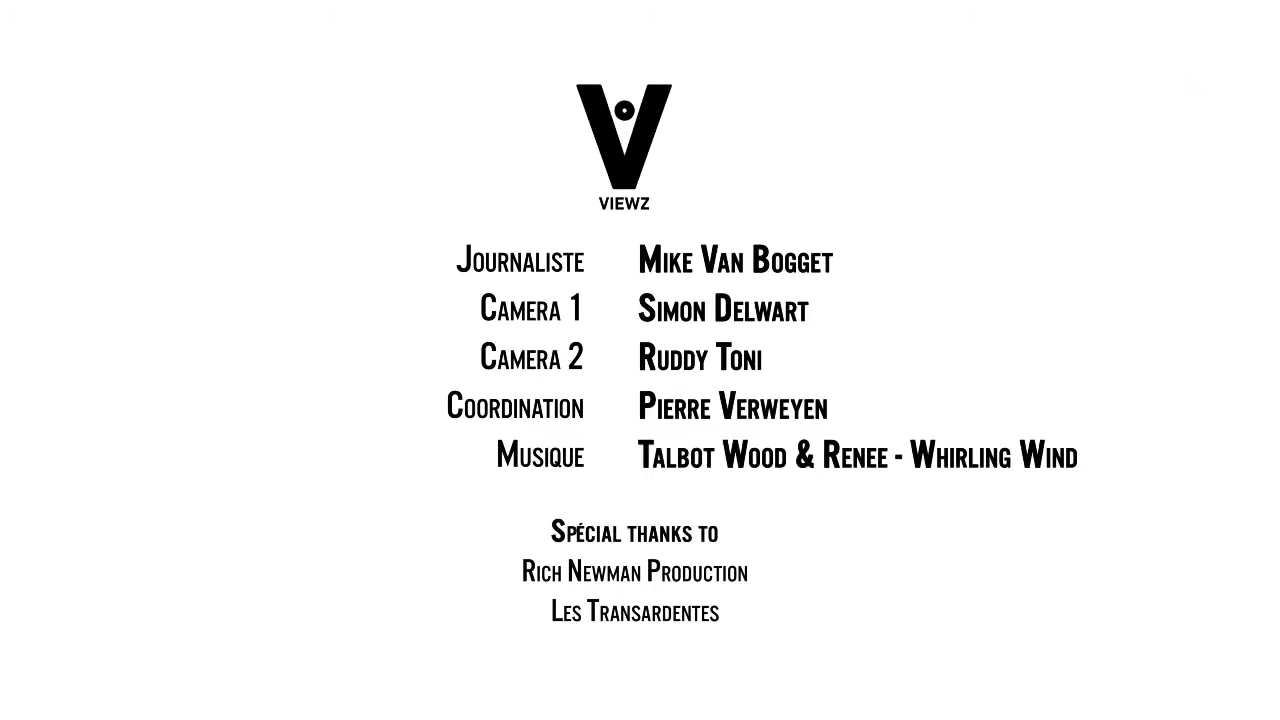 V
VIEWZ
Journaliste Mike Van Bogget
Camera 1 Simon Delwart
Camera 2 Ruddy Toni
Coordination Pierre Verweyen
Musique Talbot Wood & Renee - Whirling Wind
Spécial thanks to
Rich Newman Production
Les Transardentes